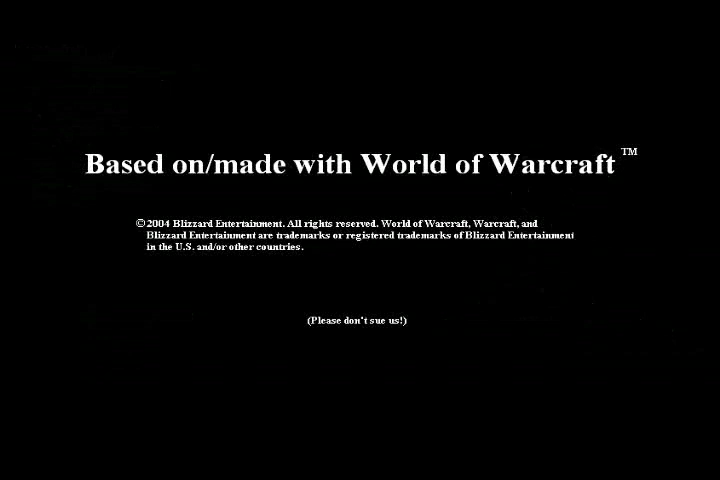 Based on/made with World of Warcraft ™
© 2004 Blizzard Entertainment. All rights reserved. World of Warcraft, Warcraft, and
Blizzard Entertainment are trademarks or registered trademarks of Blizzard Entertainment
in the U.S. and/or other countries.
(Please don't sue us!)